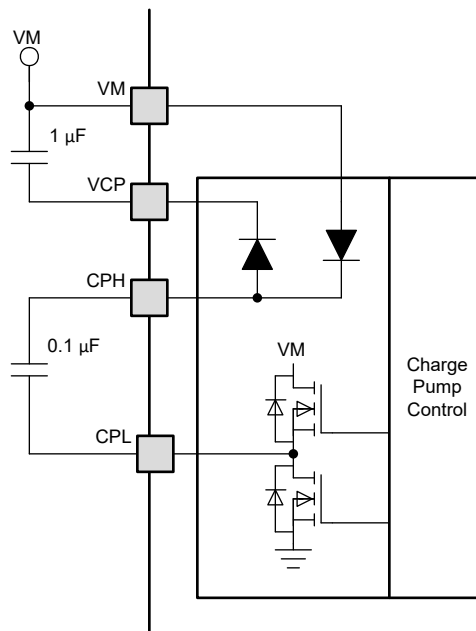 VM
VM
1 µF
VCP
CPH
0.1 µF
VM
Charge
Pump
Control
CPL